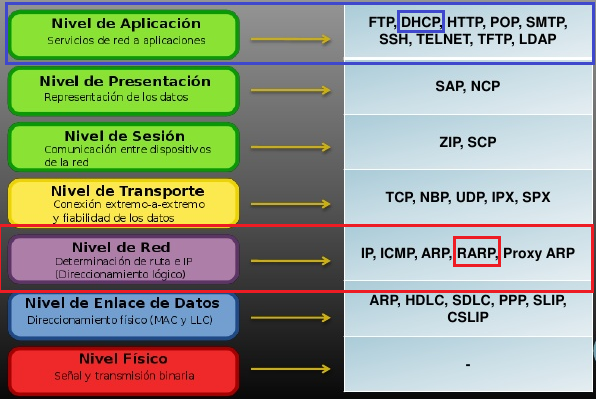 Nivel de Aplicación
Servicios de red a aplicaciones
FTP, DHCP, HTTP, POP, SMTP,
SSH, TELNET, TFTP, LDAP
Nivel de Presentación
Representación de los datos
SAP, NCP
Nivel de Sesión
Comunicación entre dispositivos
de la red
ZIP, SCP
Nivel de Transporte
Conexión extremo-a-extremo
y fiabilidad de los datos
TCP, NBP, UDP, IPX, SPX
Nivel de Red
Determinación de ruta e IP
(Direccionamiento lógico)
IP, ICMP, ARP, RARP, Proxy ARP
Nivel de Enlace de Datos
Direccionamiento físico (MAC y LLC)
ARP, HDLC, SDLC, PPP, SLIP,
CSLIP
Nivel Físico
Señal y transmisión binaria
-